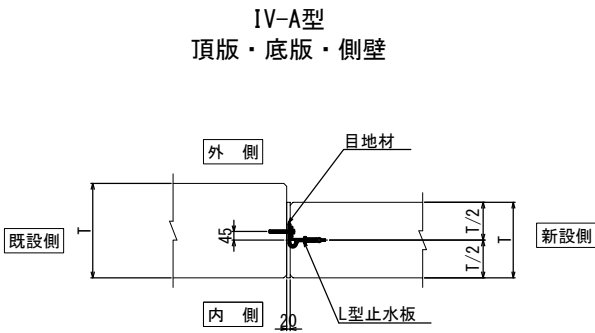 IV-A型
頂版・底版・側壁
目地材
外 側
既設側
T
45
T/2
T/2
T
新設側
内 側
20
L型止水板